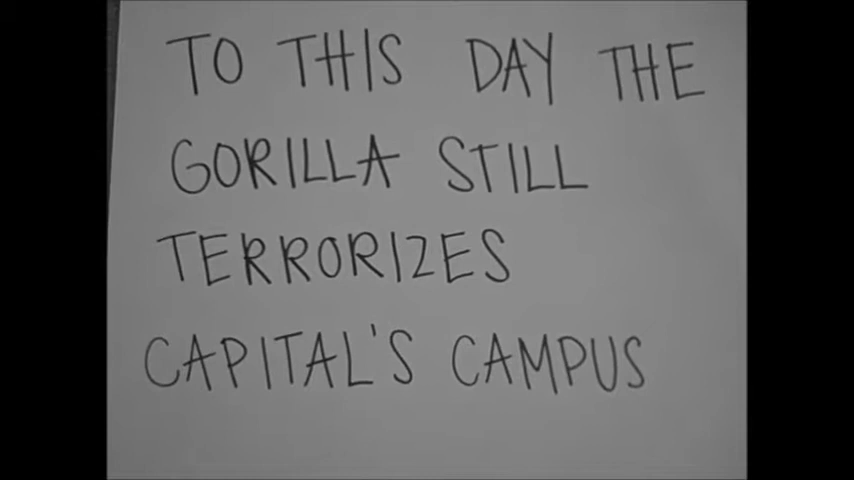 TO THIS DAY THE
GORILLA STILL
TERRORIZES
CAPITAL'S CAMPUS